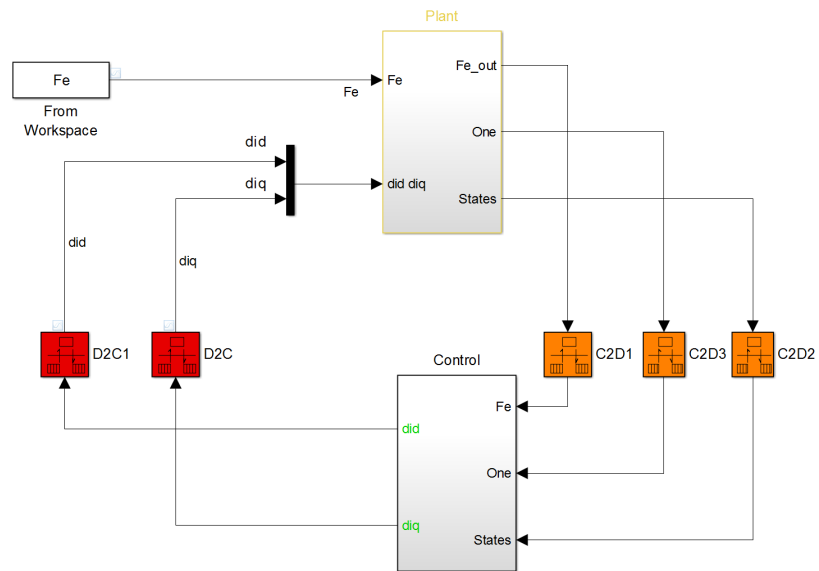 Plant
Fe
Fe
Fe
Fe_out
From
Workspace
did
One
diq
did diq
States
did
diq
D2C1
D2C
C2D1
C2D3
C2D2
Control
Fe
did
One
diq
States